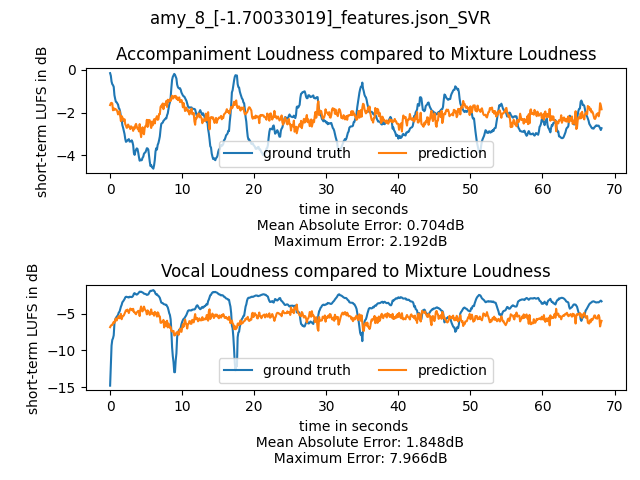 amy_8_[-1.70033019]_features.json_SVR
Accompaniment Loudness compared to Mixture Loudness
short-term LUFS in dB
0
−2
−4
ground truth prediction
0 10 20 30 40 50 60 70
time in seconds
Mean Absolute Error: 0.704dB
Maximum Error: 2.192dB
Vocal Loudness compared to Mixture Loudness
short-term LUFS in dB
−5
−10
−15
ground truth prediction
0 10 20 30 40 50 60 70
time in seconds
Mean Absolute Error: 1.848dB
Maximum Error: 7.966dB